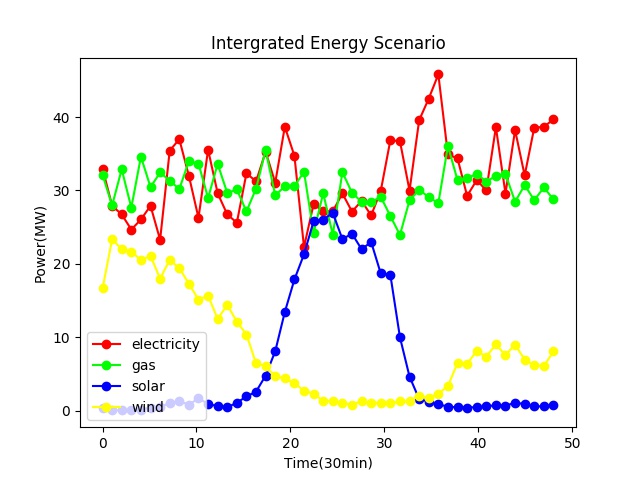 Intergrated Energy Scenario
Power(MW)
40
30
20
10
0
electricity
gas
solar
wind
0 10 20 30 40 50
Time(30min)